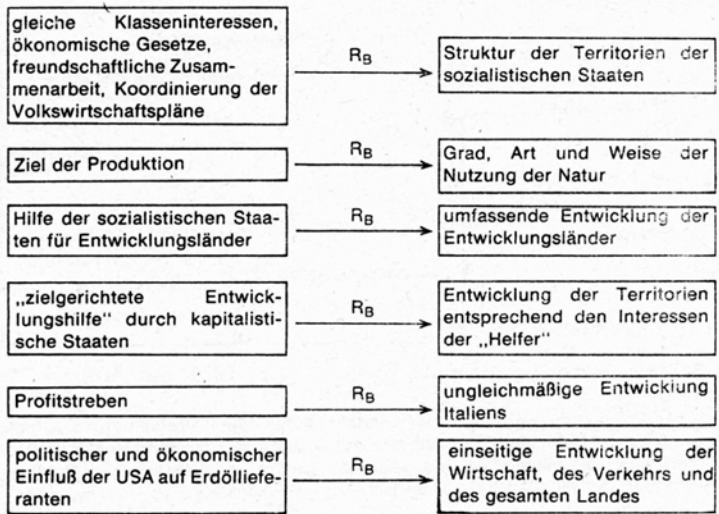 gleiche Klasseninteressen,
ökonomische Gesetze,
freundschaftliche Zusam-
menarbeit, Koordinierung der
Volkswirtschaftspläne
R_B
Struktur der Territorien der
sozialistischen Staaten
Ziel der Produktion
R_B
Grad, Art und Weise der
Nutzung der Natur
Hilfe der sozialistischen Staa-
ten für Entwicklungsländer
R_B
umfassende Entwicklung der
Entwicklungsländer
„zielgerichtete Entwick-
lungshilfe“ durch kapitalisti-
sche Staaten
R_B
Entwicklung der Territorien
entsprechend den Interessen
der „Helfer“
Profitstreben
R_B
ungleichmäßige Entwicklung
Italiens
politischer und ökonomischer
Einfluß der USA auf Erdölliefe-
ranten
R_B
einseitige Entwicklung der
Wirtschaft, des Verkehrs und
des gesamten Landes